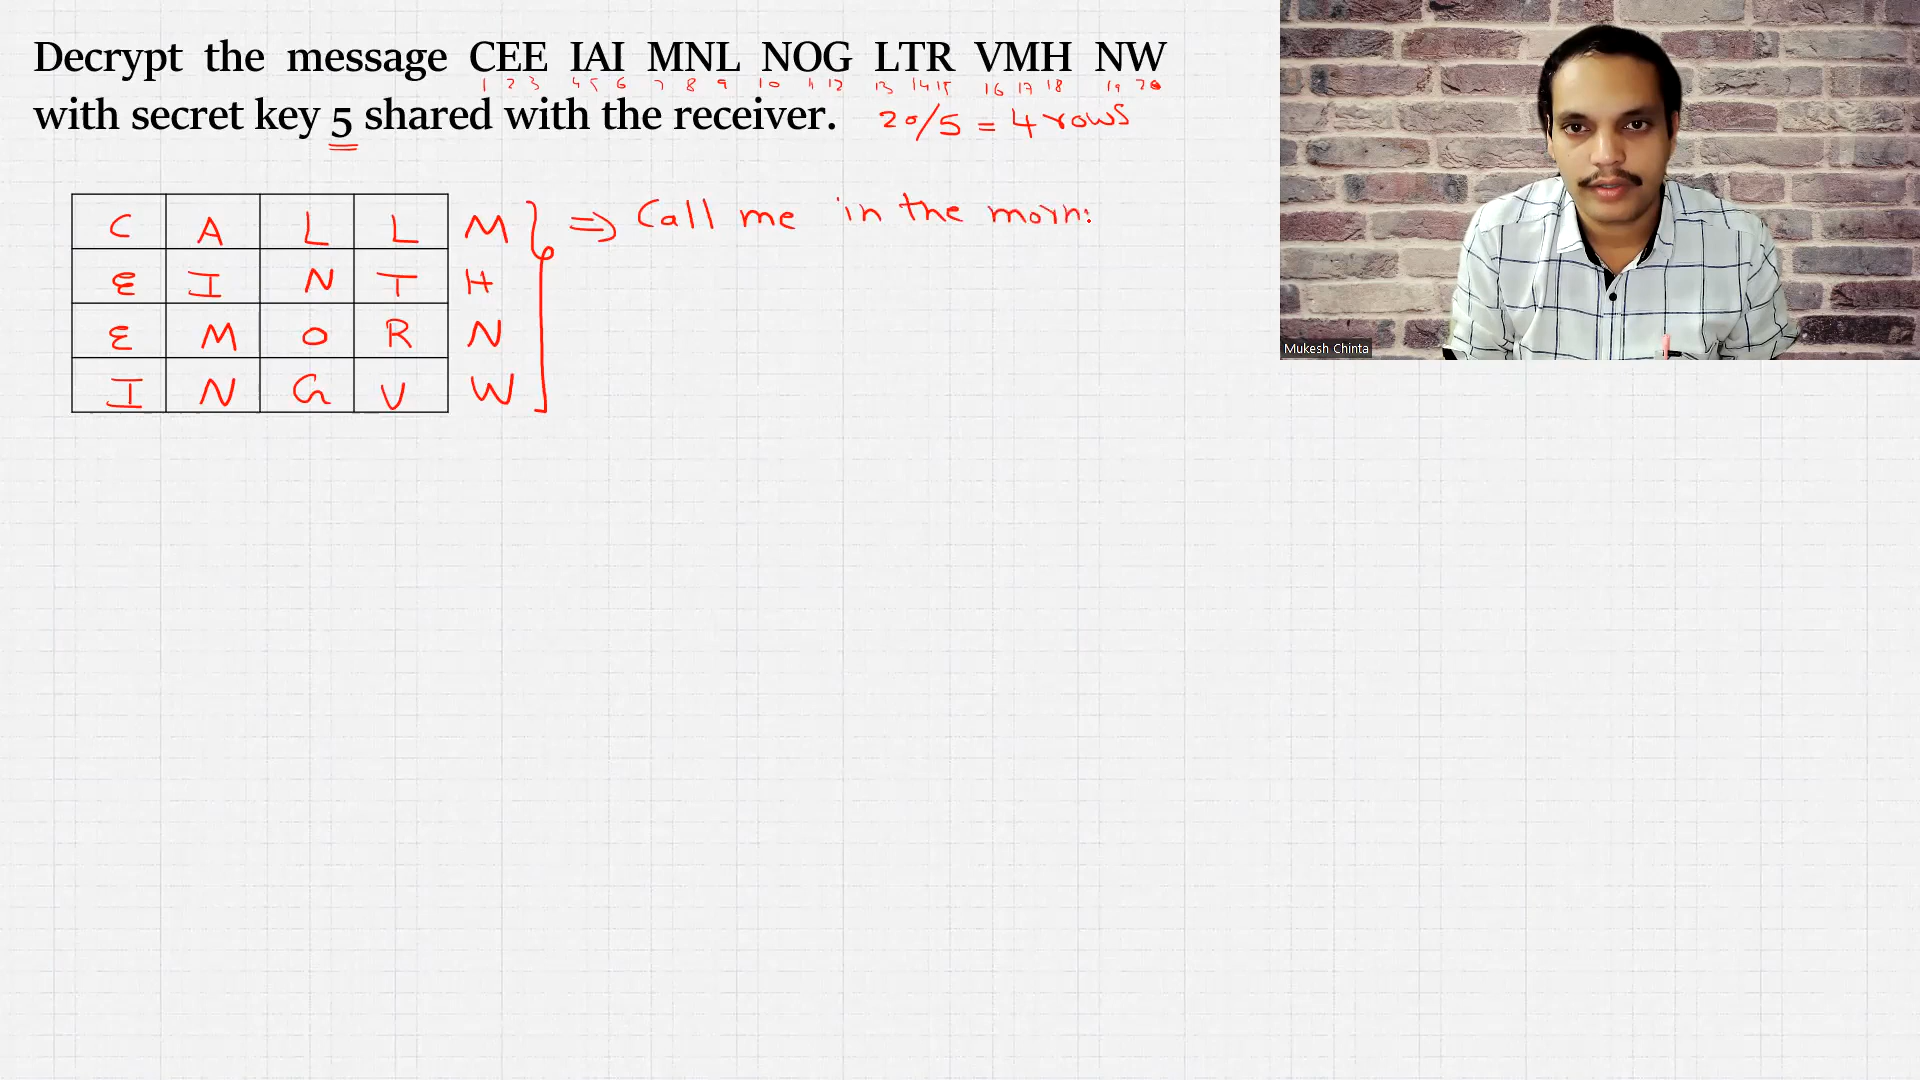 Decrypt the message CEE IAI MNL NOG LTR VMH NW
1 2 3 4 5 6 7 8 9 10 11 12 13 14 15 16 17 18 19 20
with secret key 5 shared with the receiver. 20/5 = 4 rows
C A L L M ⇒ Call me in the morni
E I N T H
E M O R N
I N G V W
Mukesh Chinta